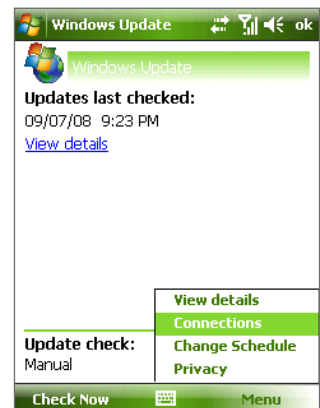 Windows Update
ok
Windows Update
Updates last checked:
09/07/08 9:23 PM
View details
View details
Connections
Change Schedule
Privacy
Update check:
Manual
Check Now
Menu